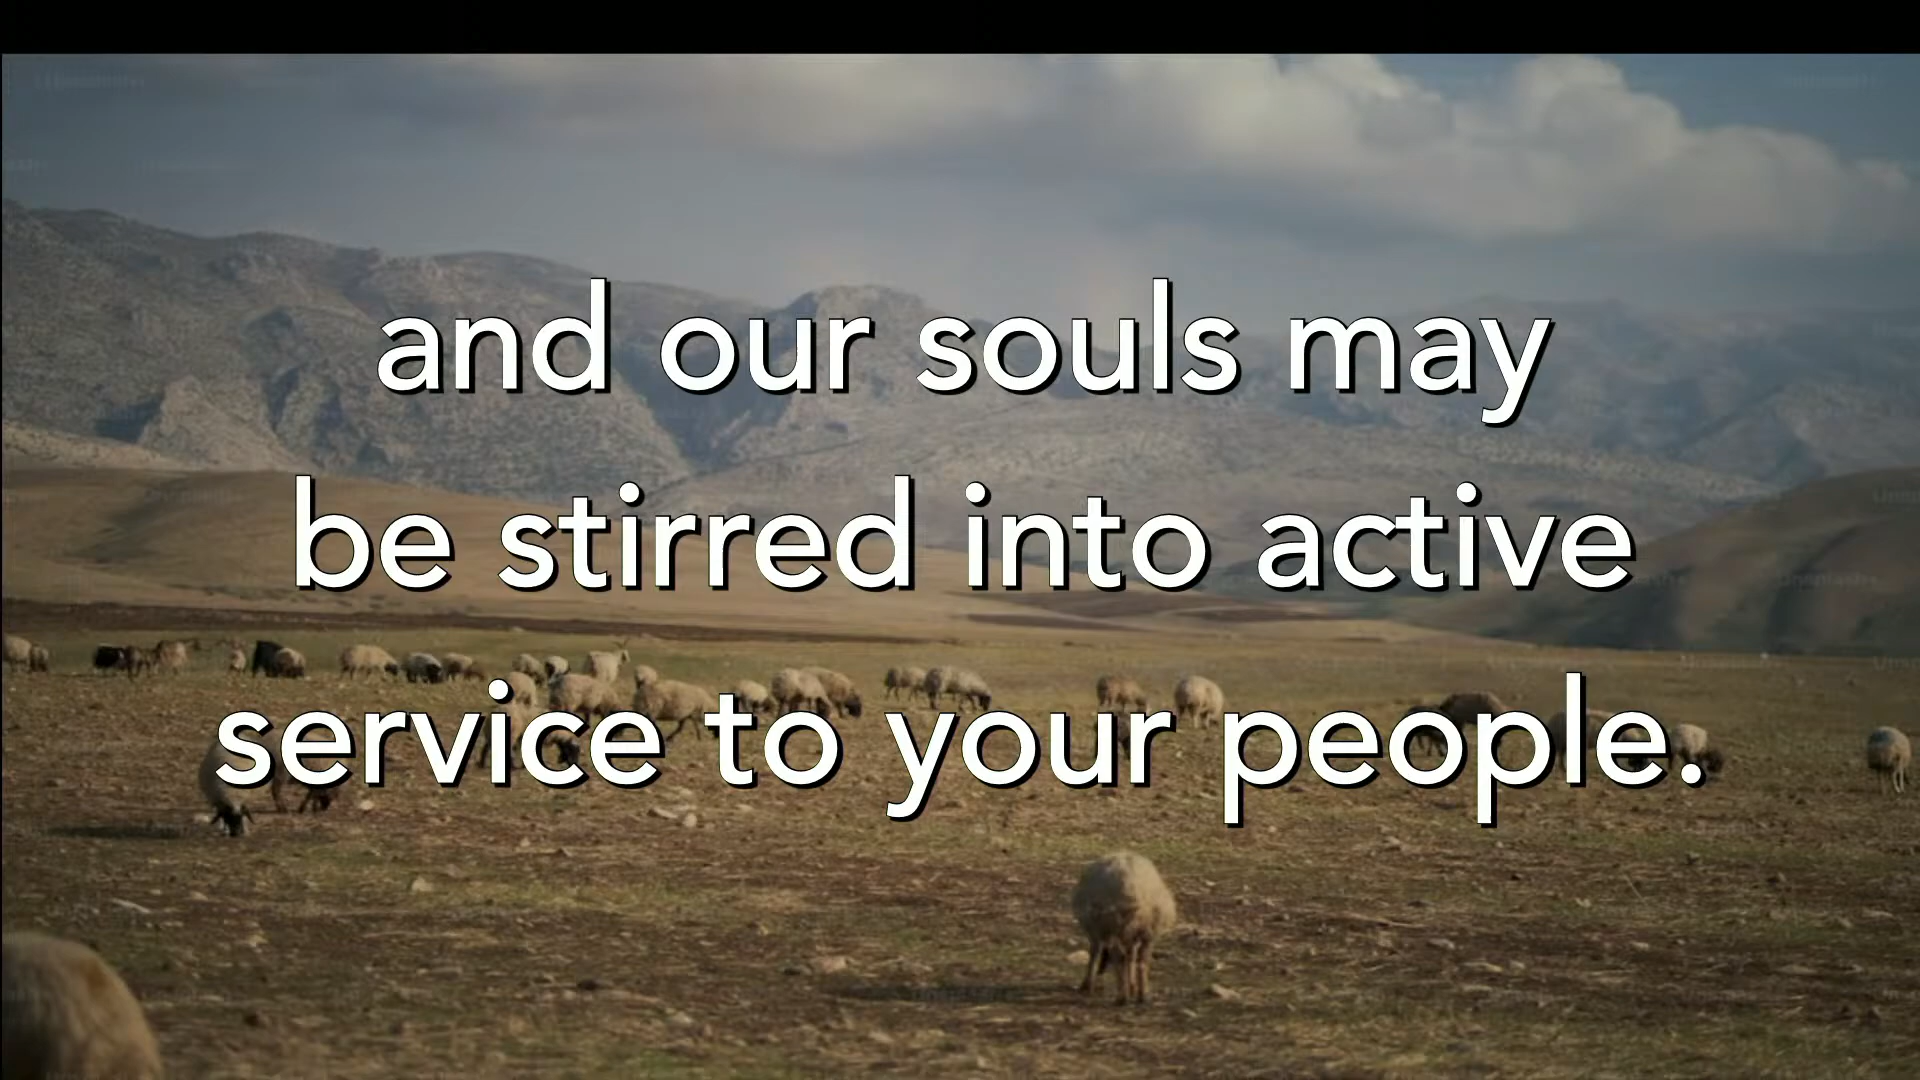 and our souls may
be stirred into active
service to your people.